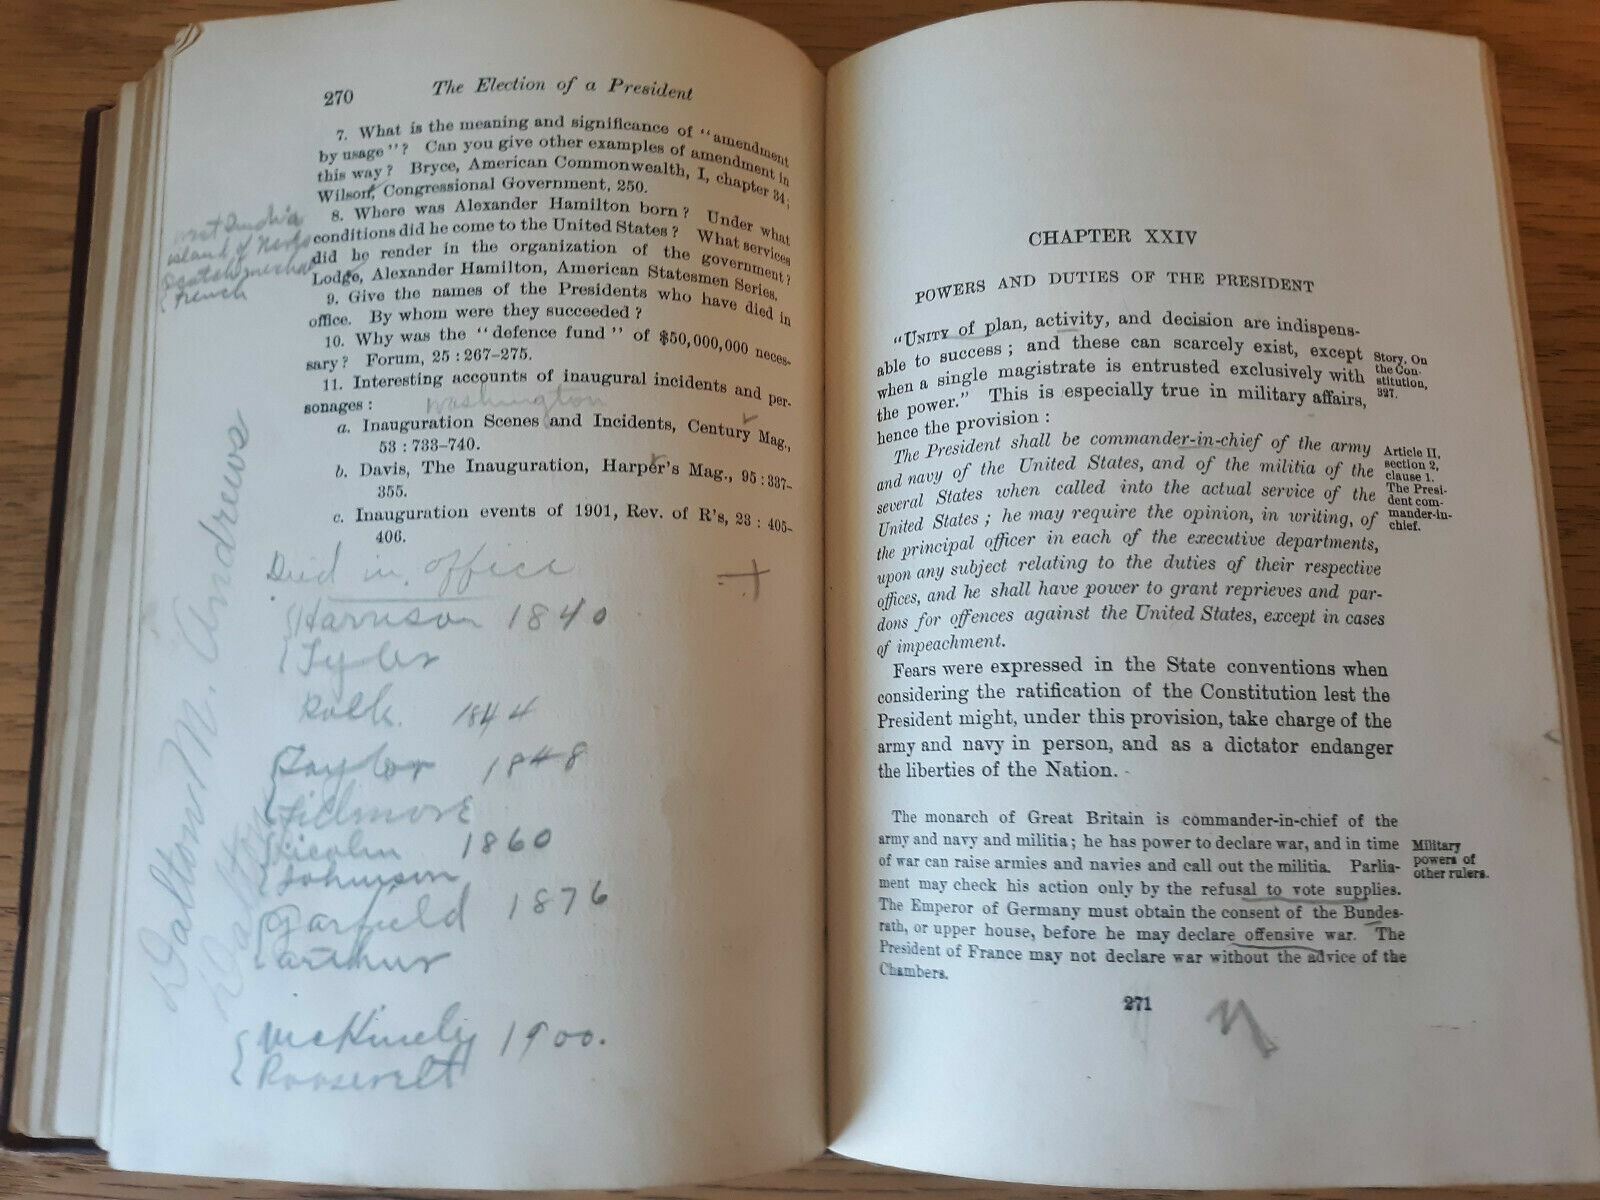 270 The Election of a President
7. What is the meaning and significance of "amendment
by usage"? Can you give other examples of amendment in
this way? Bryce, American Commonwealth, I, chapter 34;
Wilson, Congressional Government, 250.
8. Where was Alexander Hamilton born? Under what
conditions did he come to the United States? What services
did he render in the organization of the government?
Lodge, Alexander Hamilton, American Statesmen Series.
9. Give the names of the Presidents who have died in
office. By whom were they succeeded?
10. Why was the "defence fund" of $50,000,000 neces-
sary? Forum, 25:267-275.
11. Interesting accounts of inaugural incidents and per-
sonages:
Washington
a. Inauguration Scenes and Incidents, Century Mag.,
53:733-740.
b. Davis, The Inauguration, Harper's Mag., 95:337-
355.
c. Inauguration events of 1901, Rev. of R's, 23:405-
406.
island of
French
Died in office
Harrison 1840
Tyler
Polk. 1844
Taylor 1848
Fillmore
Lincoln 1860
Johnson
Garfield 1876
Arthur
McKinely 1900.
Roosevelt
Dalton M. Andrews
Dalton
CHAPTER XXIV
POWERS AND DUTIES OF THE PRESIDENT
"UNITY of plan, activity, and decision are indispens-
able to success; and these can scarcely exist, except
when a single magistrate is entrusted exclusively with
the power." This is especially true in military affairs,
hence the provision:
Story, On
the Con-
stitution,
327.
The President shall be commander-in-chief of the army
and navy of the United States, and of the militia of the
several States when called into the actual service of the
United States; he may require the opinion, in writing, of
the principal officer in each of the executive departments,
upon any subject relating to the duties of their respective
offices, and he shall have power to grant reprieves and par-
dons for offences against the United States, except in cases
of impeachment.
Article II,
section 2,
clause 1.
The Presi-
dent com-
mander-in-
chief.
Fears were expressed in the State conventions when
considering the ratification of the Constitution lest the
President might, under this provision, take charge of the
army and navy in person, and as a dictator endanger
the liberties of the Nation.
The monarch of Great Britain is commander-in-chief of the
army and navy and militia; he has power to declare war, and in time
of war can raise armies and navies and call out the militia. Parlia-
ment may check his action only by the refusal to vote supplies.
The Emperor of Germany must obtain the consent of the Bundes-
rath, or upper house, before he may declare offensive war. The
President of France may not declare war without the advice of the
Chambers.
Military
powers of
other rulers.
271